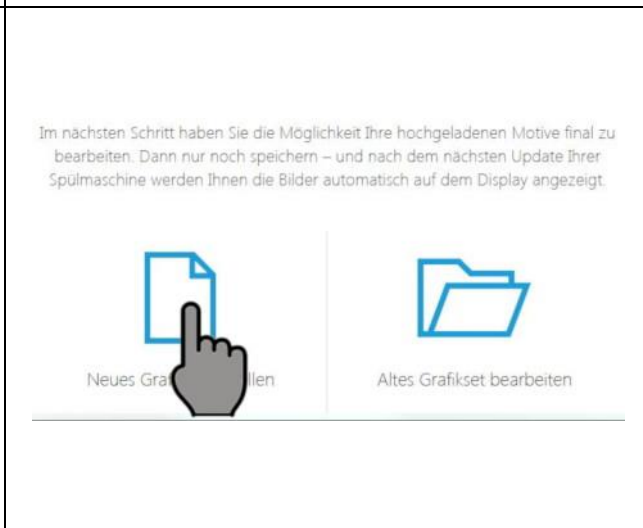 Im nächsten Schritt haben Sie die Möglichkeit Ihre hochgeladenen Motive final zu
bearbeiten. Dann nur noch speichern – und nach dem nächsten Update Ihrer
Spülmaschine werden Ihnen die Bilder automatisch auf dem Display angezeigt.
Neues
Altes Grafikset bearbeiten